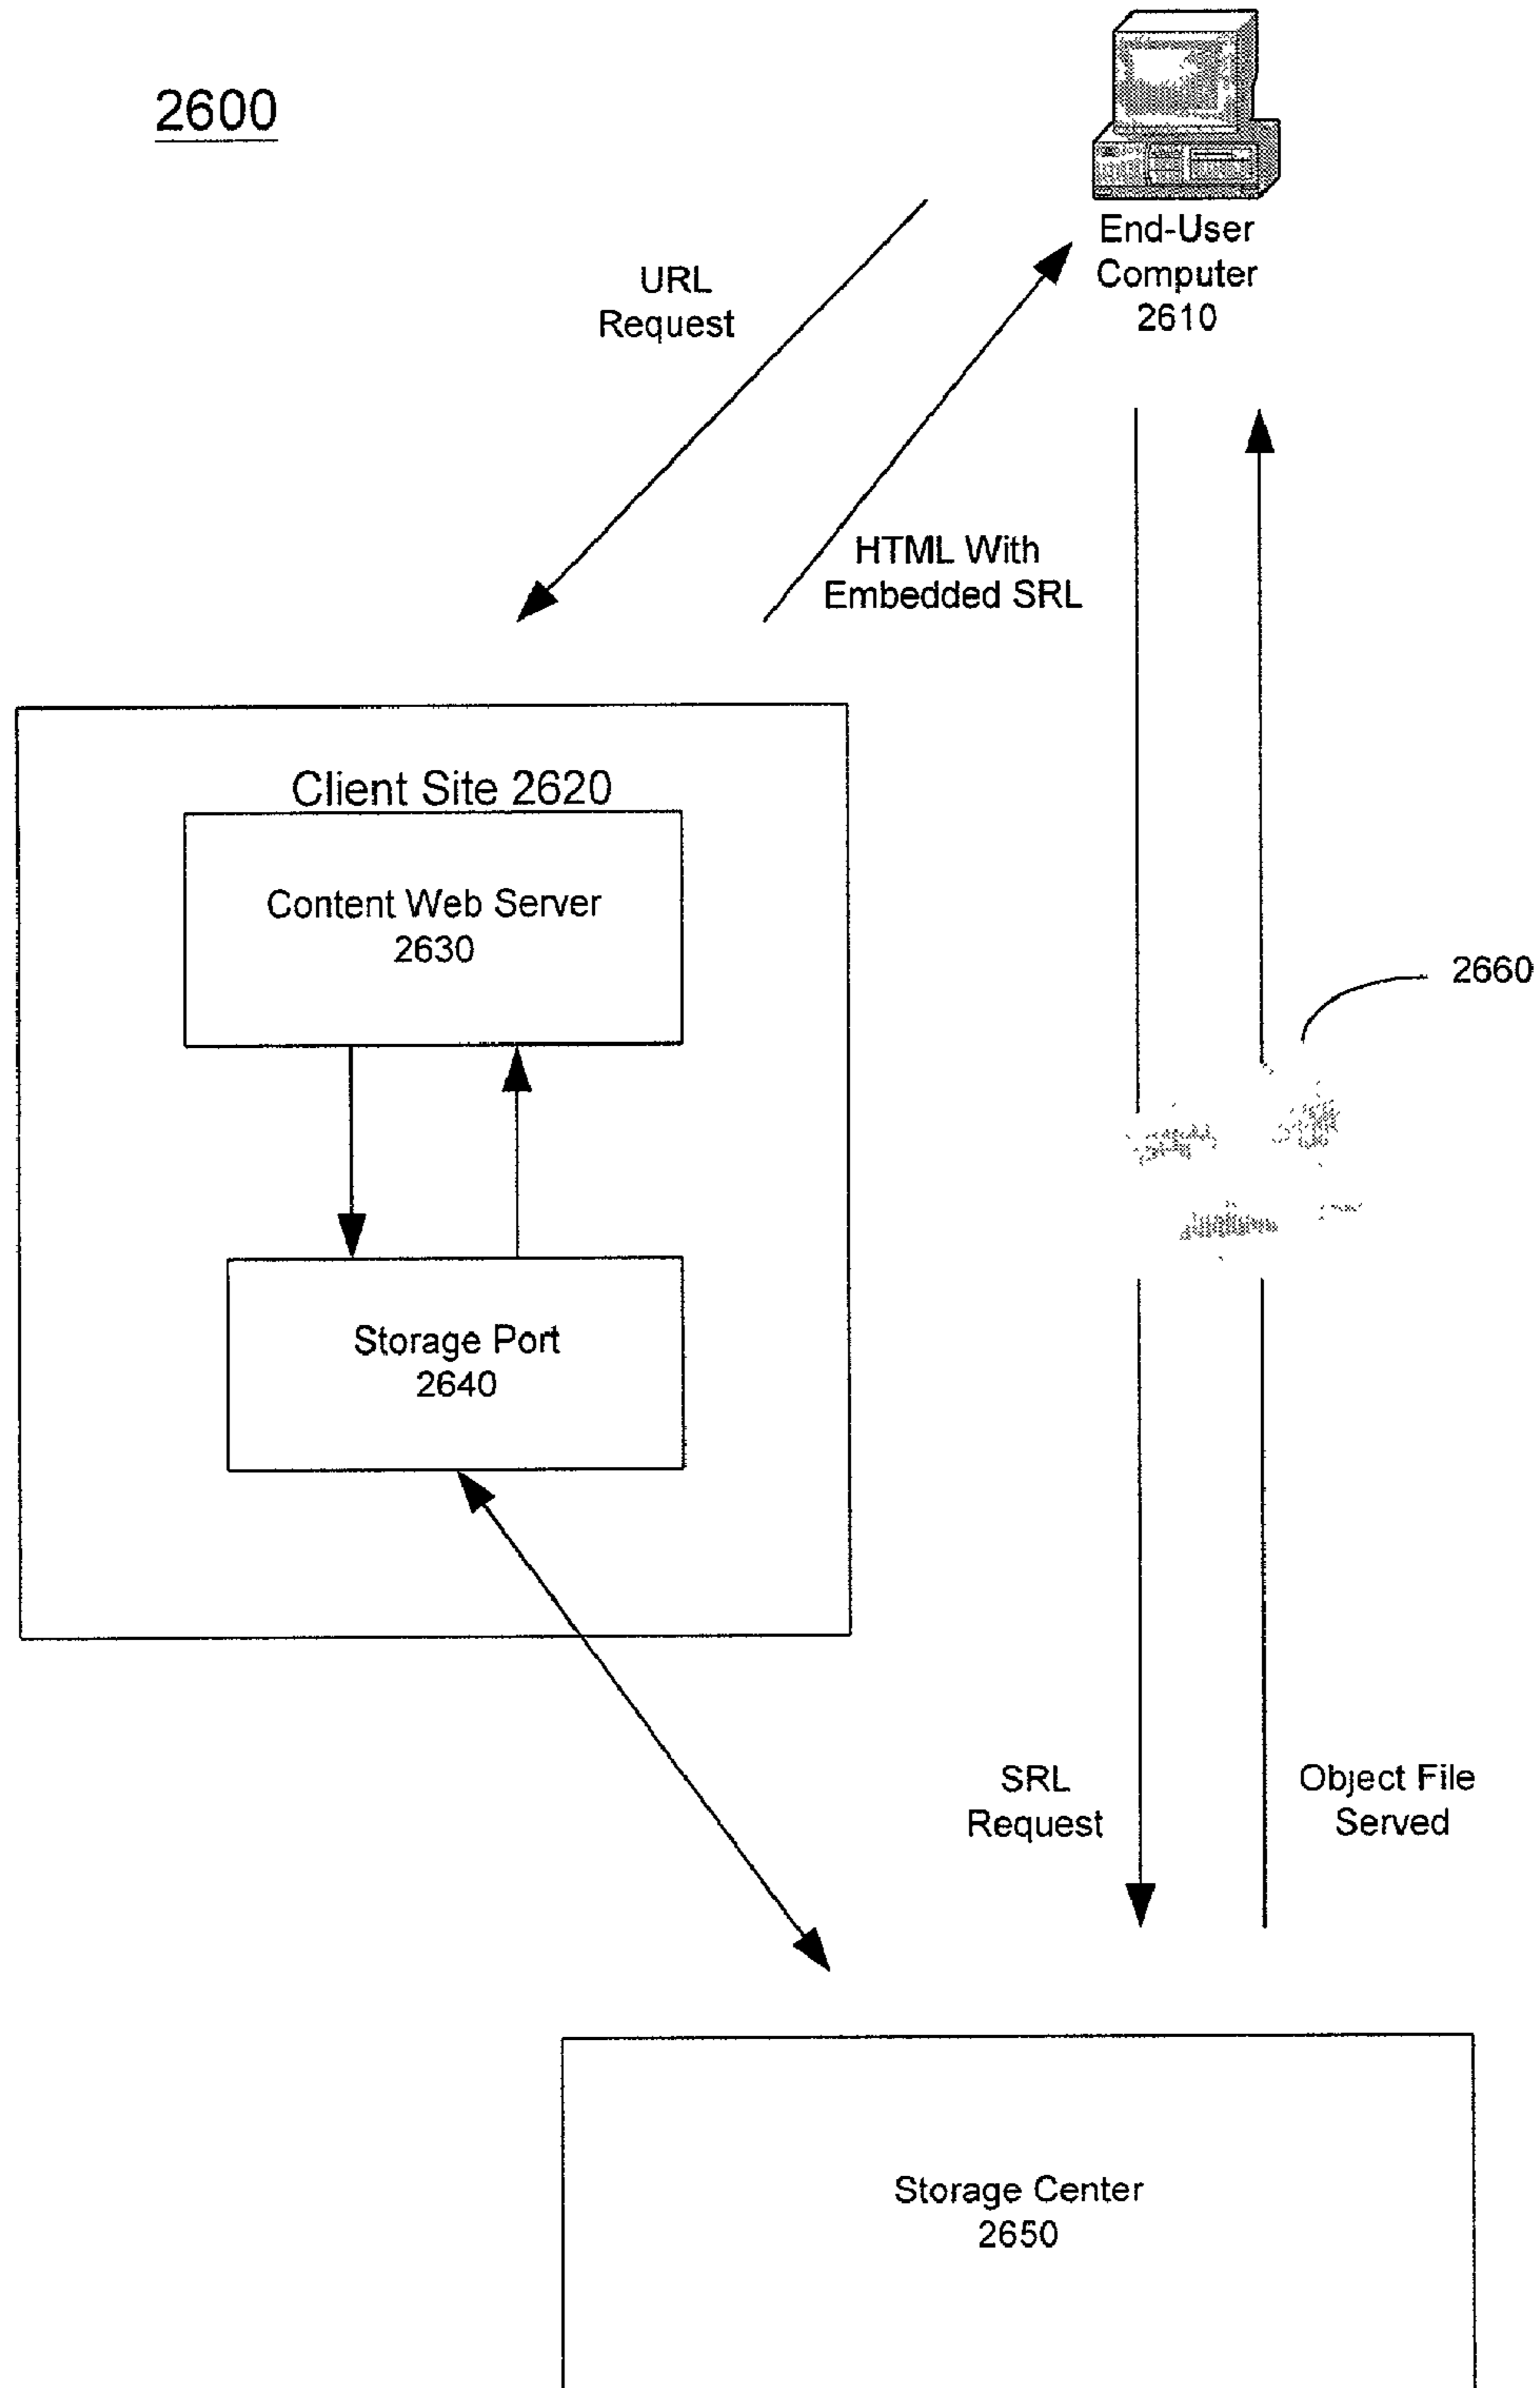 2600
End-User
Computer
2610
URL
Request
HTML With
Embedded SRL
Client Site 2620
Content Web Server
2630
2660
Storage Port
2640
SRL
Request
Object File
Served
Storage Center
2650